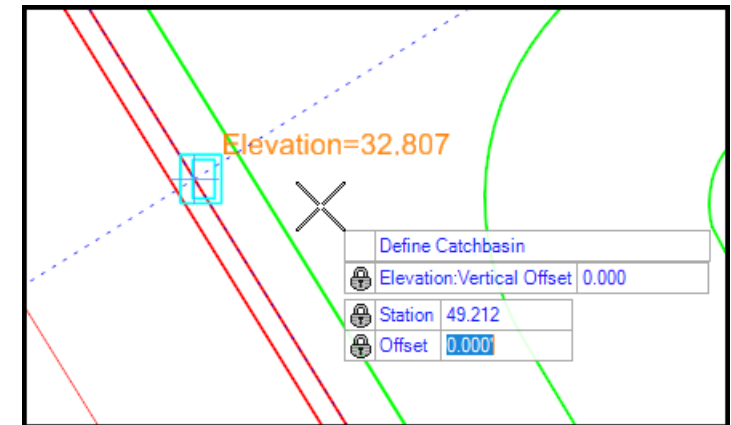 Elevation=32.807
Define Catchbasin
Elevation:Vertical Offset 0.000
Station 49.212
Offset 0.000'